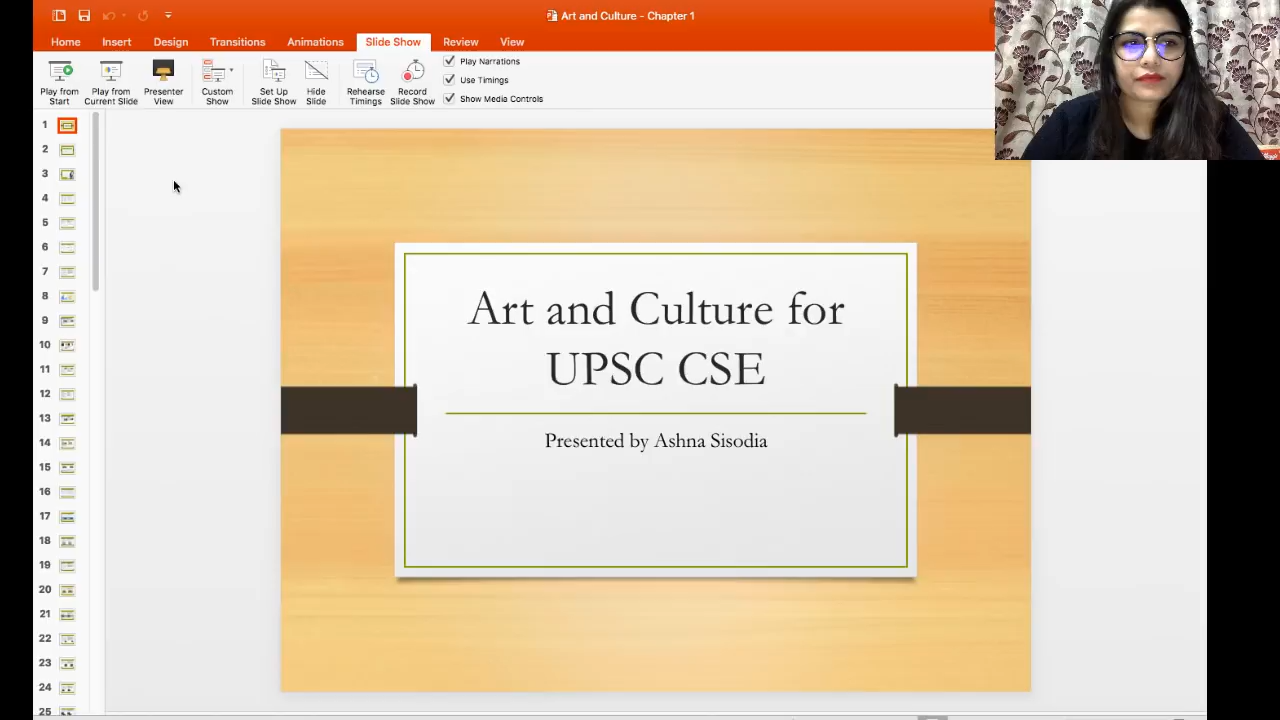 Art and Culture - Chapter 1
Home Insert Design Transitions Animations Slide Show Review View
Play from Start
Play from Current Slide
Presenter View
Custom Show
Set Up Slide Show
Hide Slide
Rehearse Timings
Record Slide Show
Play Narrations
Use Timings
Show Media Controls
1
2
3
4
5
6
7
8
9
10
11
12
13
14
15
16
17
18
19
20
21
22
23
24
25
Art and Culture for
UPSC CSE
Presented by Ashna Sisodia